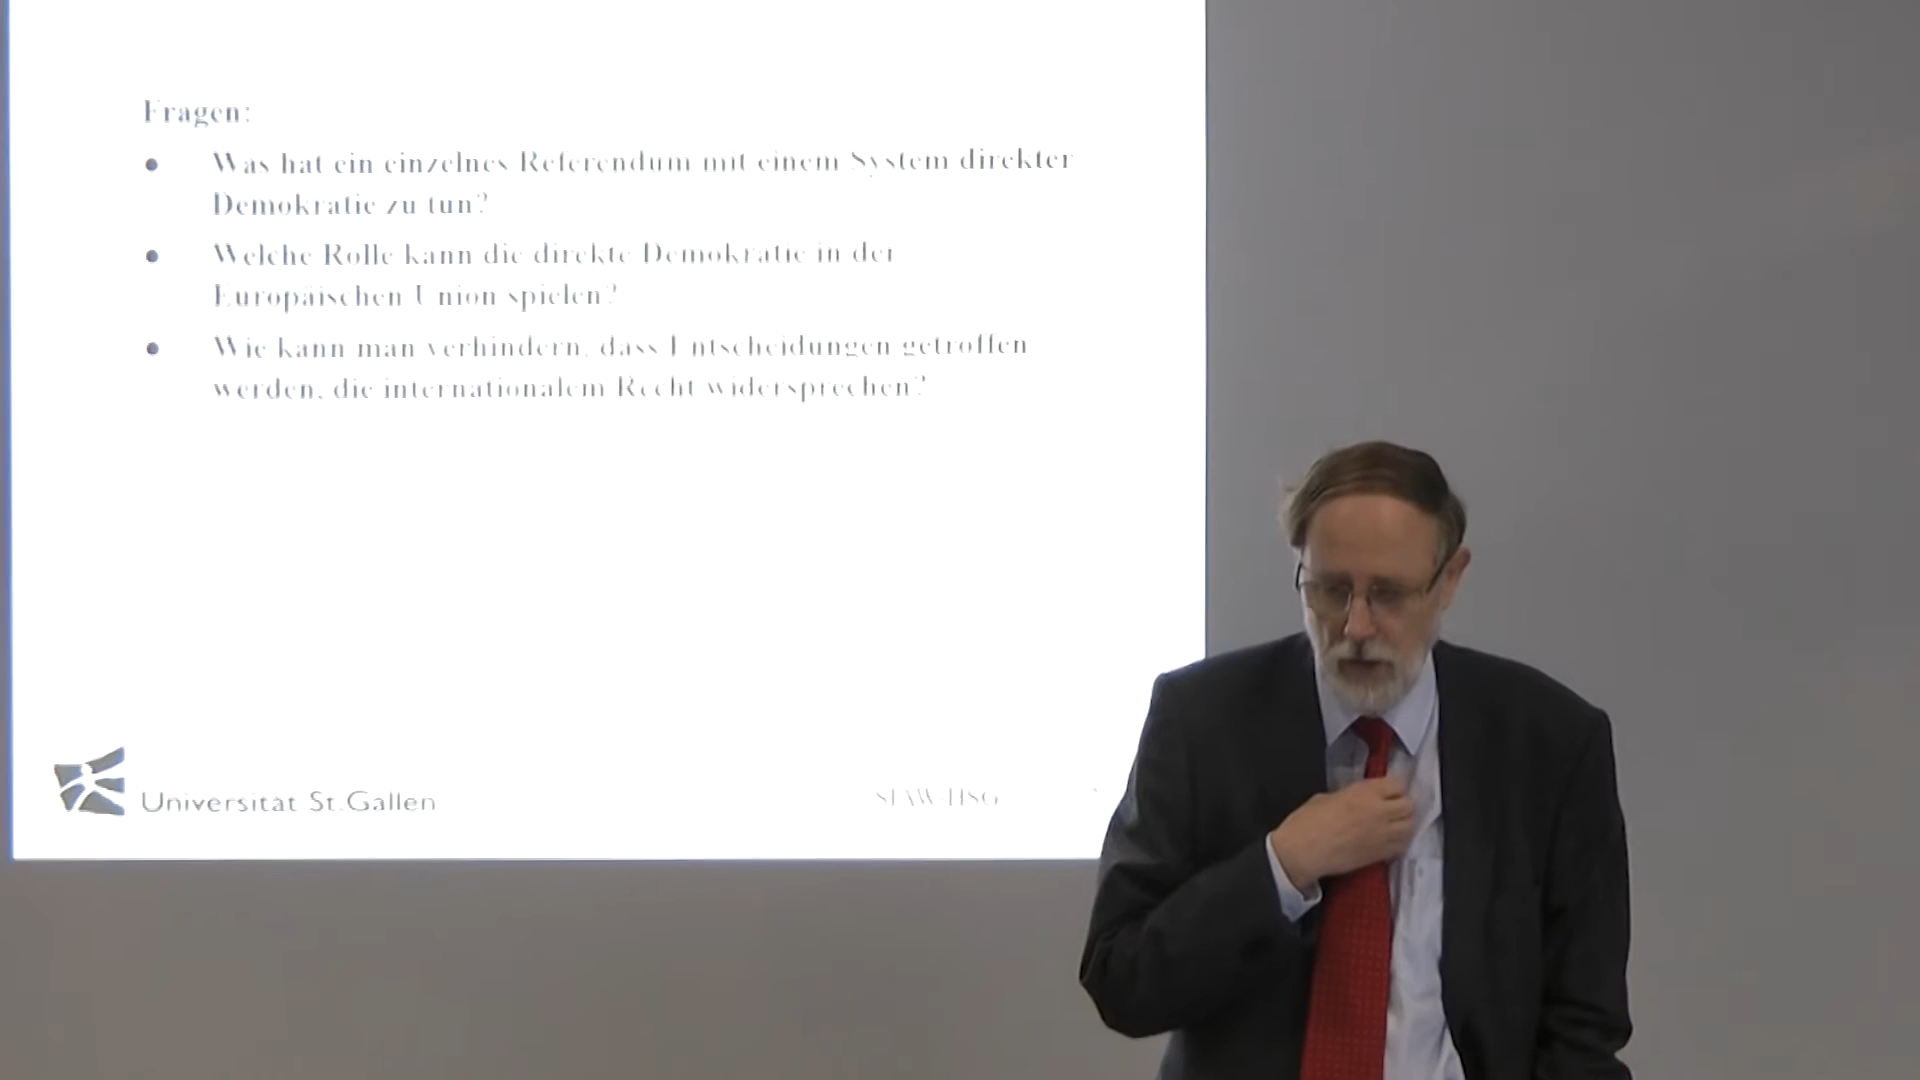 Fragen:
• Was hat ein einzelnes Referendum mit einem System direkter
Demokratie zu tun?
• Welche Rolle kann die direkte Demokratie in der
Europäischen Union spielen?
• Wie kann man verhindern, dass Entscheidungen getroffen
werden, die internationalem Recht widersprechen?
Universität St.Gallen
SIAW-HSG